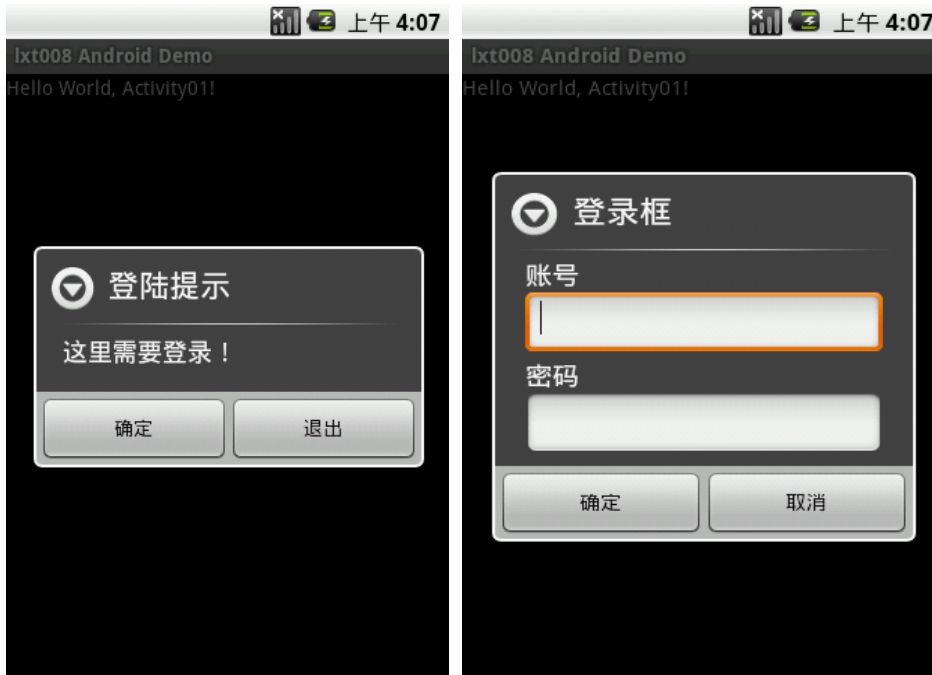 上午 4:07
lxt008 Android Demo
Hello World, Activity01!
登陆提示
这里需要登录！
确定
退出
上午 4:07
lxt008 Android Demo
Hello World, Activity01!
登录框
账号
密码
确定
取消